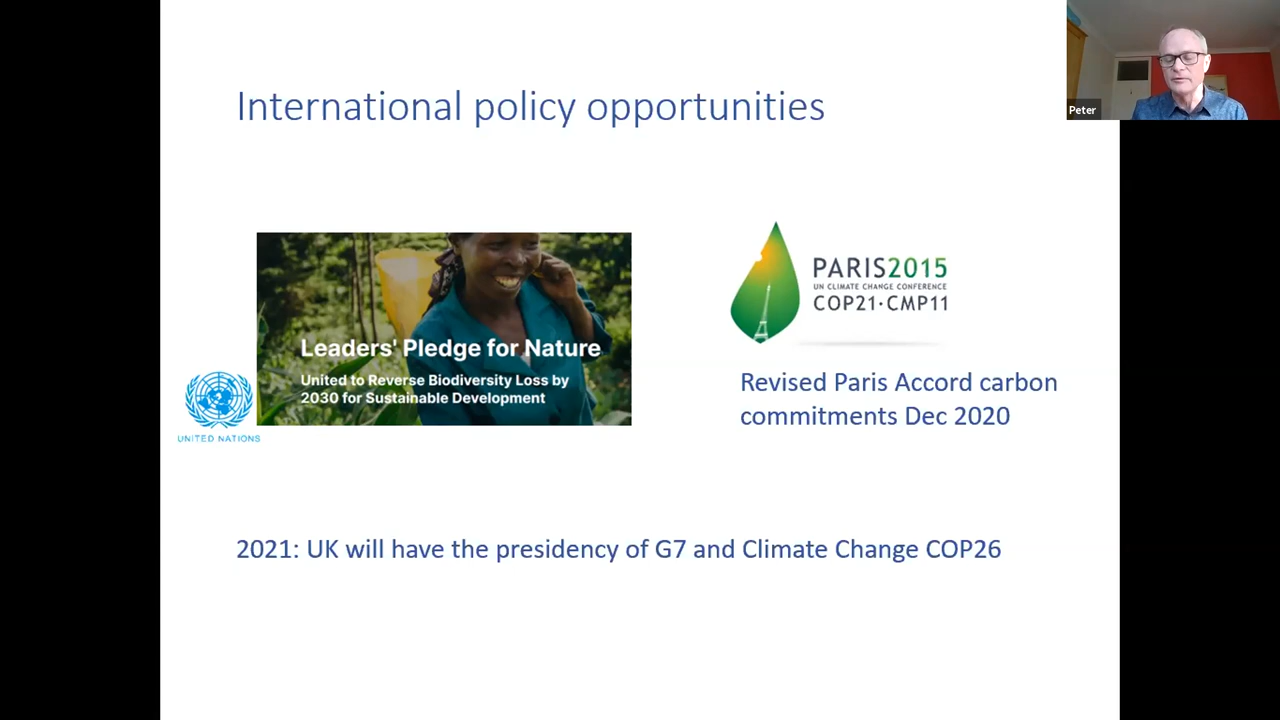 Peter
International policy opportunities
Leaders' Pledge for Nature
United to Reverse Biodiversity Loss by
2030 for Sustainable Development
UNITED NATIONS
PARIS2015
UN CLIMATE CHANGE CONFERENCE
COP21·CMP11
Revised Paris Accord carbon
commitments Dec 2020
2021: UK will have the presidency of G7 and Climate Change COP26